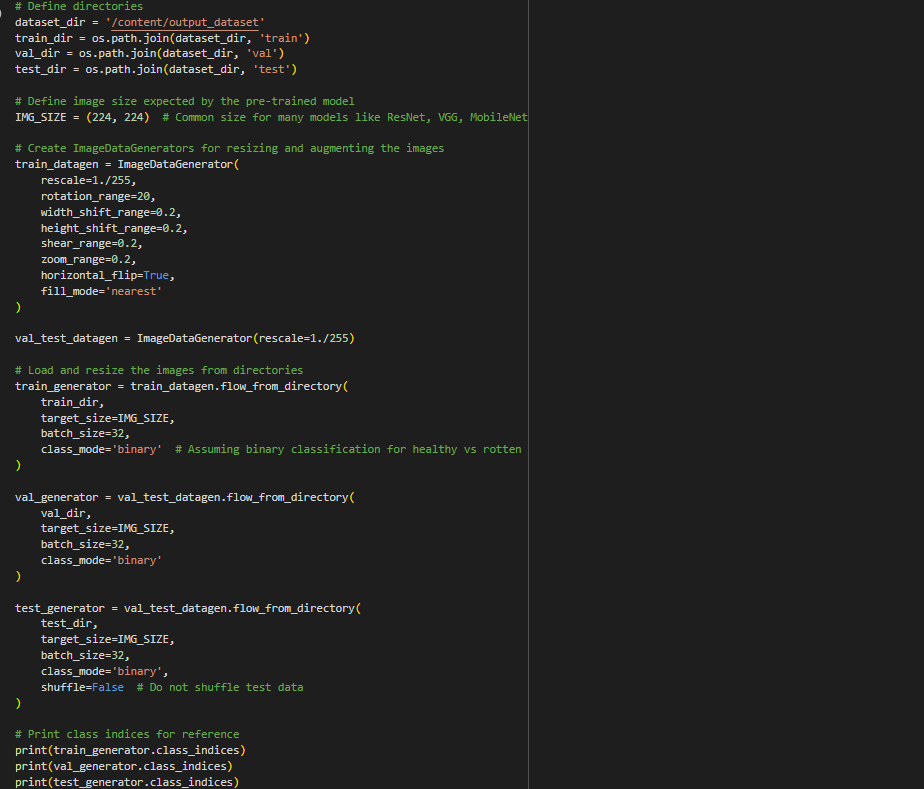 # Define directories
dataset_dir = '/content/output_dataset'
train_dir = os.path.join(dataset_dir, 'train')
val_dir = os.path.join(dataset_dir, 'val')
test_dir = os.path.join(dataset_dir, 'test')

# Define image size expected by the pre-trained model
IMG_SIZE = (224, 224)  # Common size for many models like ResNet, VGG, MobileNet

# Create ImageDataGenerators for resizing and augmenting the images
train_datagen = ImageDataGenerator(
    rescale=1./255,
    rotation_range=20,
    width_shift_range=0.2,
    height_shift_range=0.2,
    shear_range=0.2,
    zoom_range=0.2,
    horizontal_flip=True,
    fill_mode='nearest'
)

val_test_datagen = ImageDataGenerator(rescale=1./255)

# Load and resize the images from directories
train_generator = train_datagen.flow_from_directory(
    train_dir,
    target_size=IMG_SIZE,
    batch_size=32,
    class_mode='binary'  # Assuming binary classification for healthy vs rotten
)

val_generator = val_test_datagen.flow_from_directory(
    val_dir,
    target_size=IMG_SIZE,
    batch_size=32,
    class_mode='binary'
)

test_generator = val_test_datagen.flow_from_directory(
    test_dir,
    target_size=IMG_SIZE,
    batch_size=32,
    class_mode='binary',
    shuffle=False  # Do not shuffle test data
)

# Print class indices for reference
print(train_generator.class_indices)
print(val_generator.class_indices)
print(test_generator.class_indices)